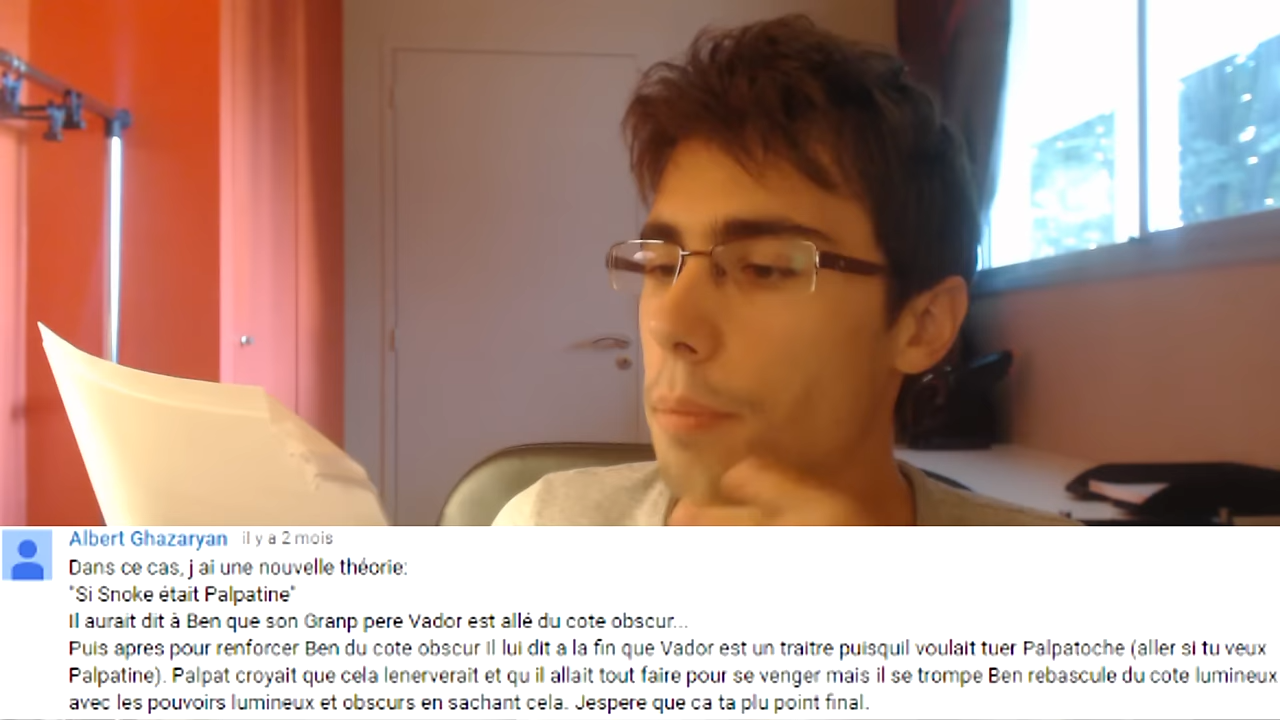 Albert Ghazaryan il y a 2 mois
Dans ce cas, j ai une nouvelle théorie:
"Si Snoke était Palpatine"
Il aurait dit à Ben que son Granp pere Vador est allé du cote obscur...
Puis apres pour renforcer Ben du cote obscur Il lui dit a la fin que Vador est un traitre puisquil voulait tuer Palpatoche (aller si tu veux
Palpatine). Palpat croyait que cela lenerverait et qu il allait tout faire pour se venger mais il se trompe Ben rebascule du cote lumineux
avec les pouvoirs lumineux et obscurs en sachant cela. Jespere que ca ta plu point final.